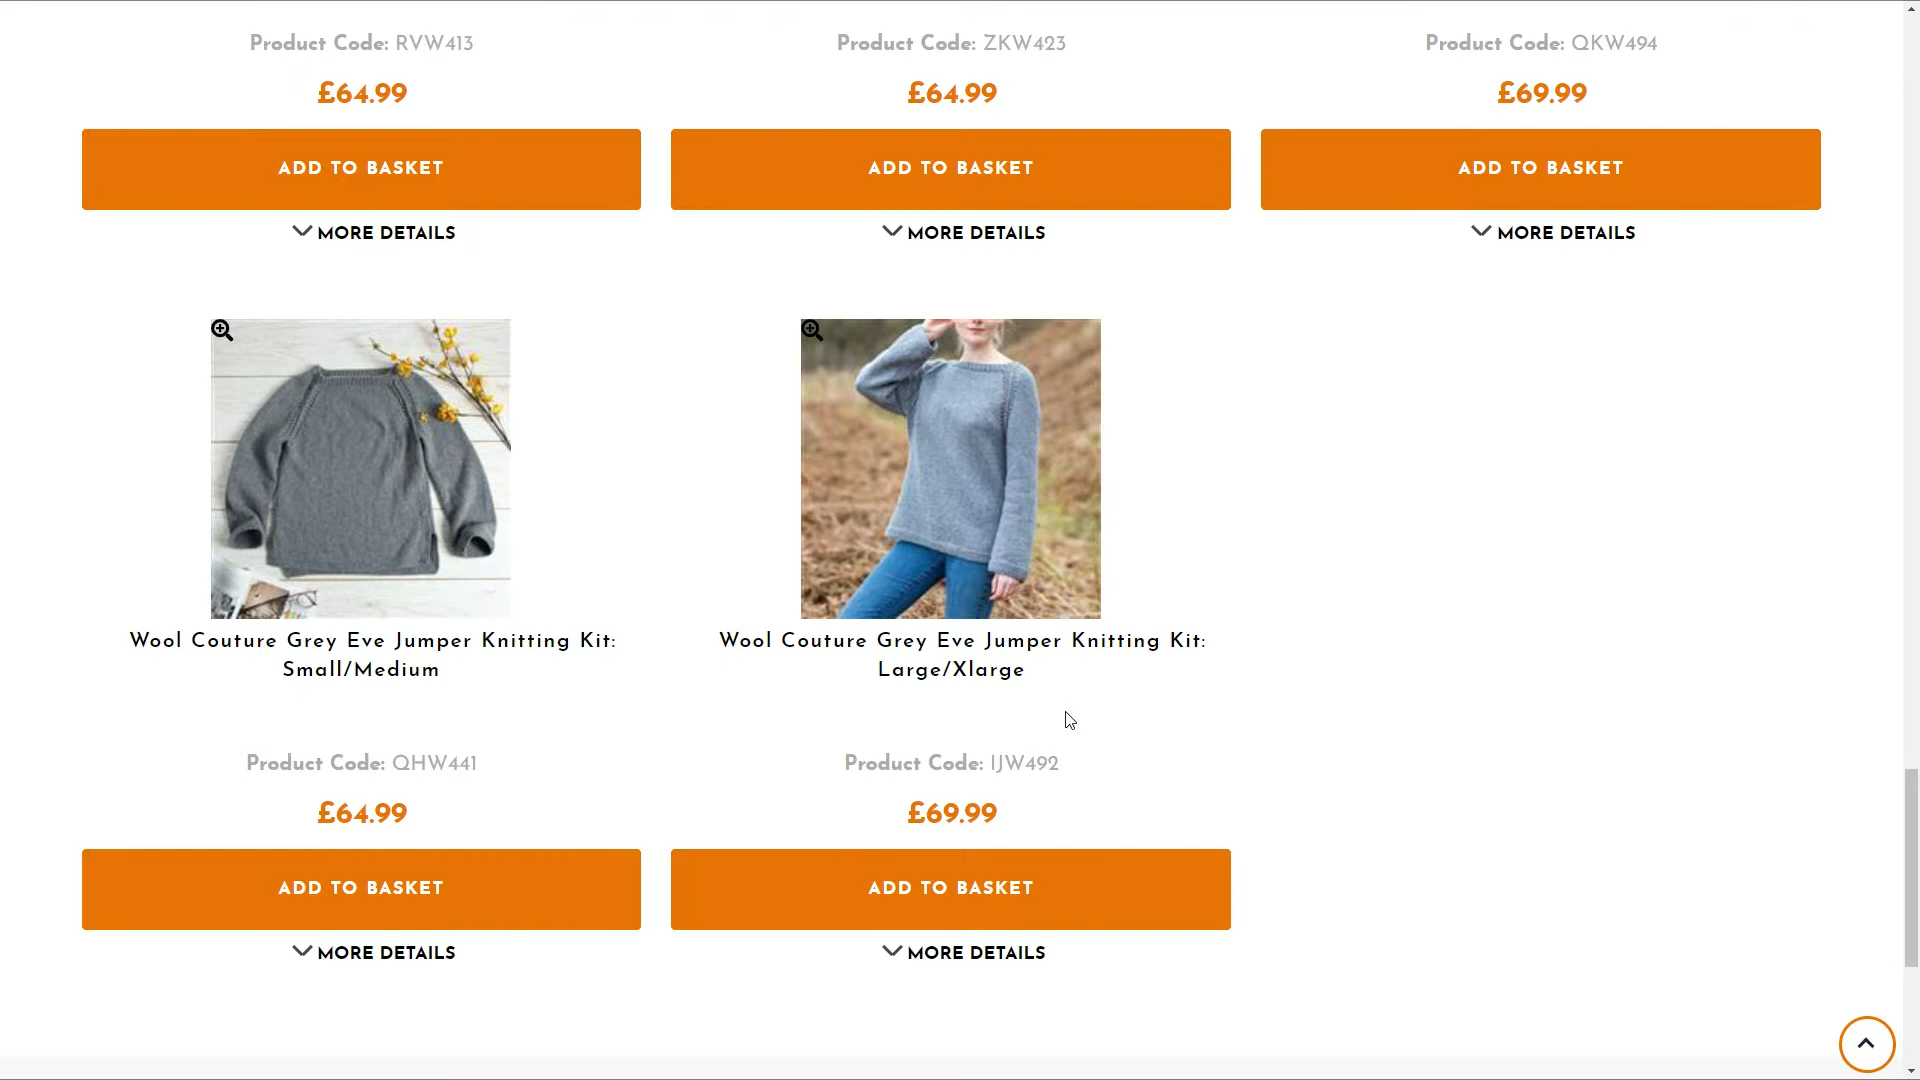 Product Code: RVW413
£64.99
ADD TO BASKET
MORE DETAILS
Product Code: ZKW423
£64.99
ADD TO BASKET
MORE DETAILS
Product Code: QKW494
£69.99
ADD TO BASKET
MORE DETAILS
Wool Couture Grey Eve Jumper Knitting Kit:
Small/Medium
Product Code: QHW441
£64.99
ADD TO BASKET
MORE DETAILS
Wool Couture Grey Eve Jumper Knitting Kit:
Large/Xlarge
Product Code: IJW492
£69.99
ADD TO BASKET
MORE DETAILS